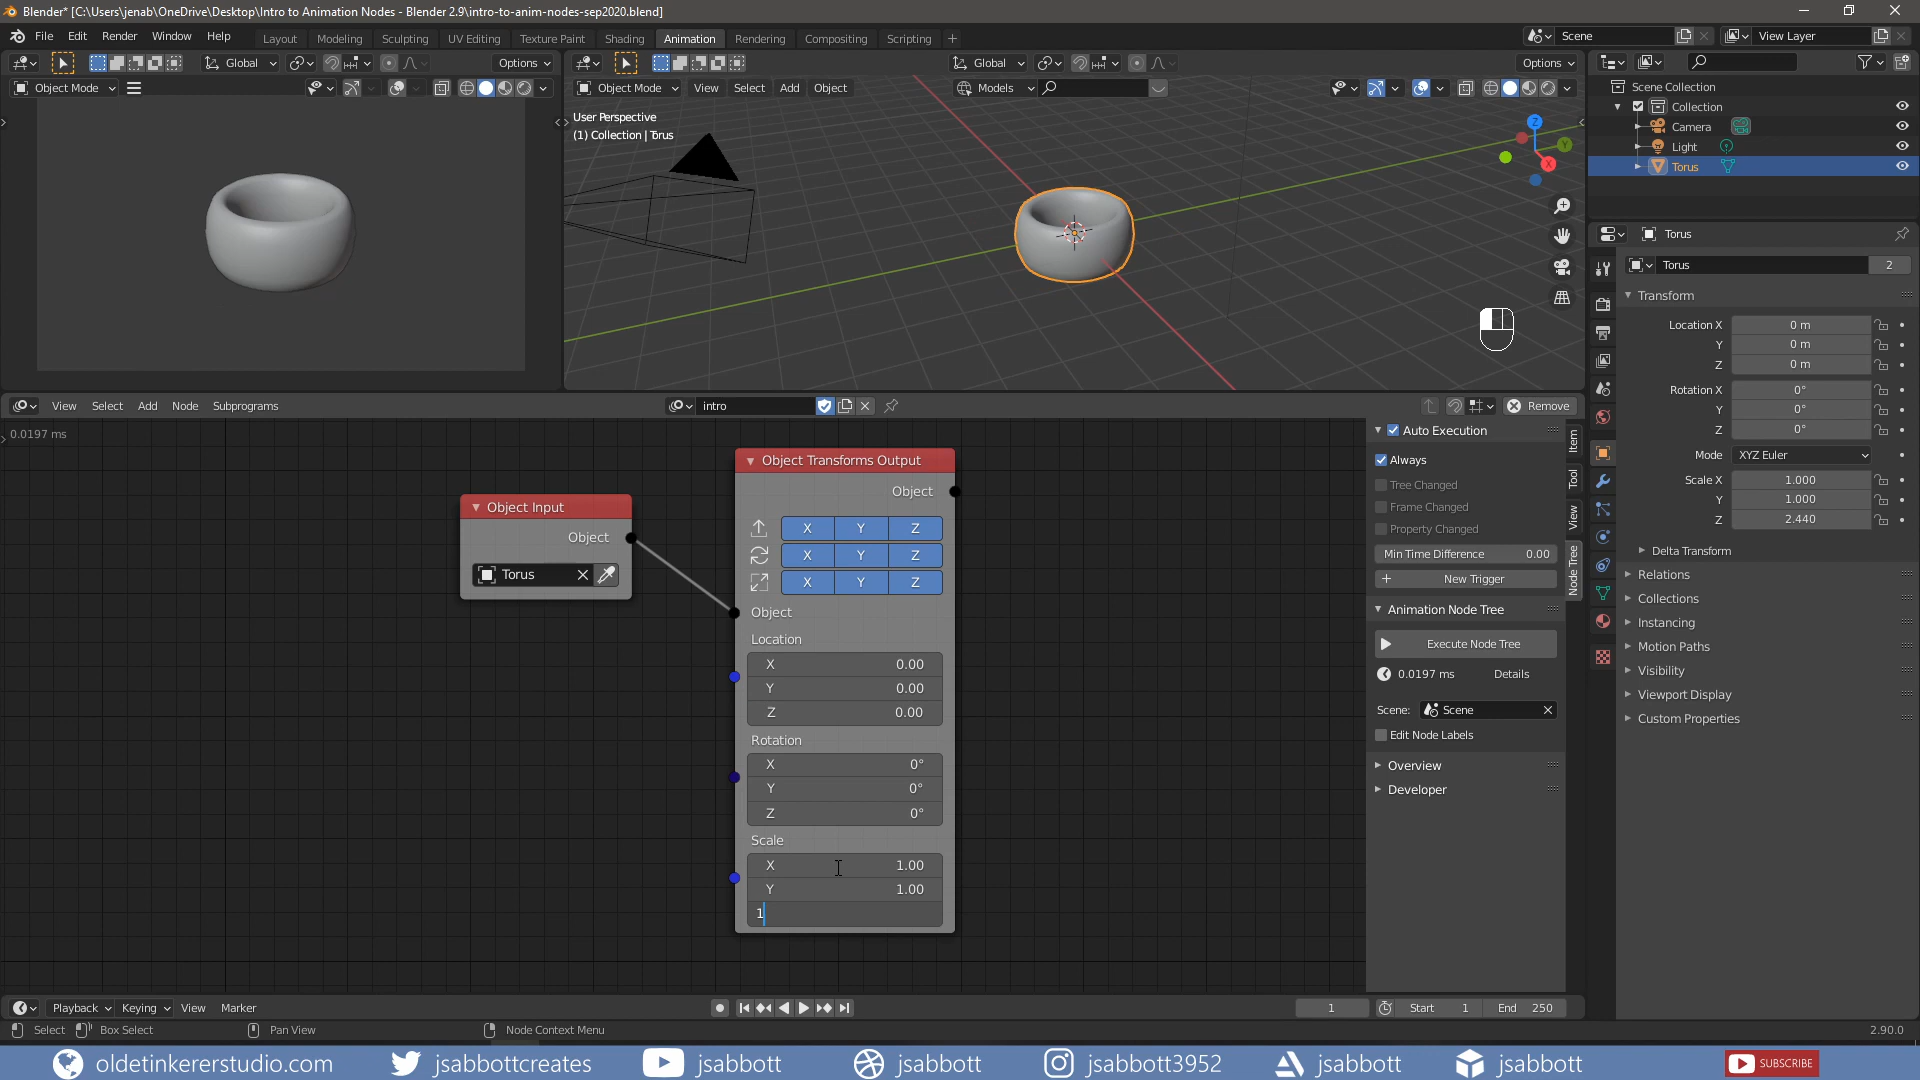 Blender* [C:\Users\jenab\OneDrive\Desktop\Intro to Animation Nodes - Blender 2.9\intro-to-anim-nodes-sep2020.blend]
File Edit Render Window Help Layout Modeling Sculpting UV Editing Texture Paint Shading Animation Rendering Compositing Scripting Scene View Layer
Global Options Global Options
Object Mode Object Mode View Select Add Object Models
User Perspective
(1) Collection | Torus
Scene Collection
Collection
Camera
Light
Torus
Z
Y
X
Torus
Torus 2
Transform
Location X 0 m
Y 0 m
Z 0 m
Rotation X 0°
Y 0°
Z 0°
Mode XYZ Euler
Scale X 1.000
Y 1.000
Z 2.440
Delta Transform
Relations
Collections
Instancing
Motion Paths
Visibility
Viewport Display
Custom Properties
View Select Add Node Subprograms intro Remove
0.0197 ms
Object Input
Object
Torus
Object Transforms Output
Object
X Y Z
X Y Z
X Y Z
Object
Location
X 0.00
Y 0.00
Z 0.00
Rotation
X 0°
Y 0°
Z 0°
Scale
X 1.00
Y 1.00
1
Auto Execution
Always
Tree Changed
Frame Changed
Property Changed
Min Time Difference 0.00
New Trigger
Animation Node Tree
Execute Node Tree
0.0197 ms Details
Scene: Scene
Edit Node Labels
Overview
Developer
Item
Tool
View
Node Tree
Playback Keying View Marker 1 Start 1 End 250
Select Box Select Pan View Node Context Menu 2.90.0
oldetinkererstudio.com jsabbottcreates jsabbott jsabbott jsabbott3952 jsabbott jsabbott SUBSCRIBE